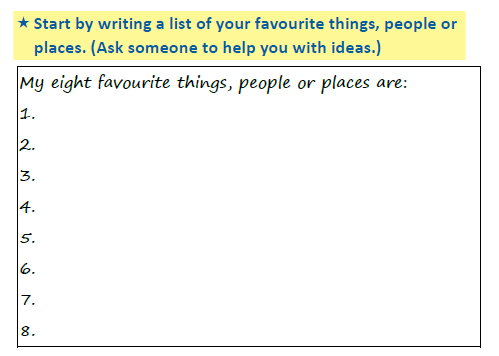 ★ Start by writing a list of your favourite things, people or
places. (Ask someone to help you with ideas.)
My eight favourite things, people or places are:
1.
2.
3.
4.
5.
6.
7.
8.